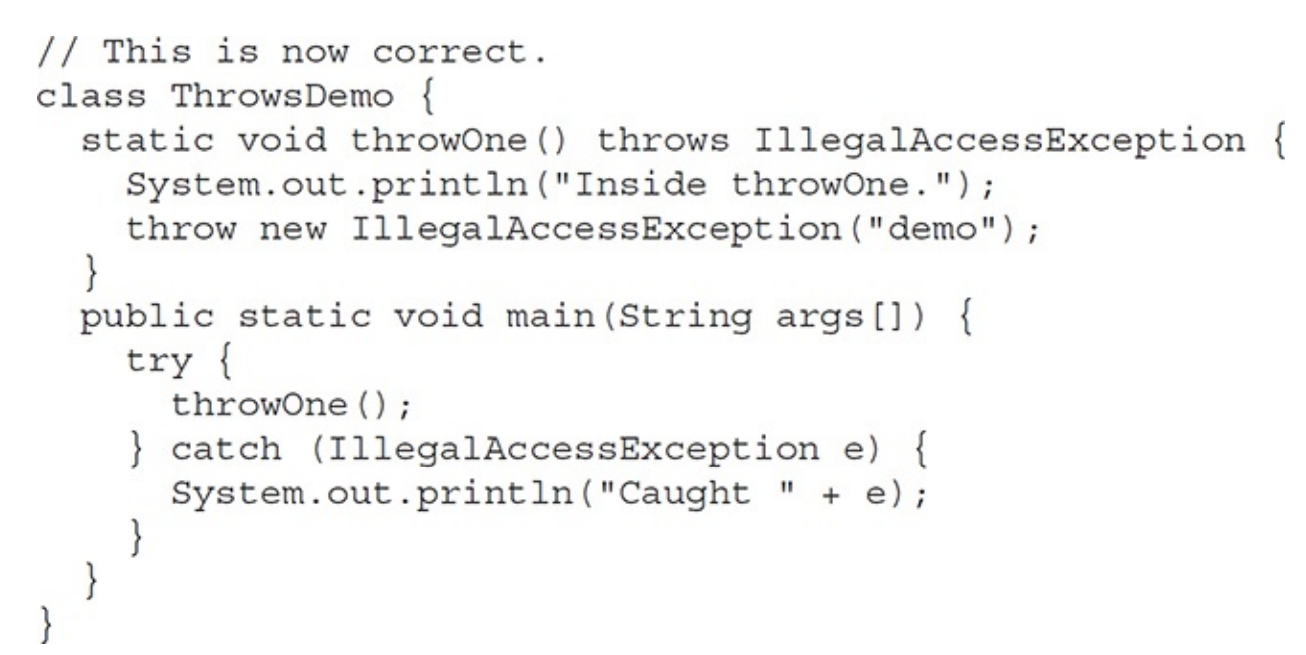 // This is now correct.
class ThrowsDemo {
  static void throwOne() throws IllegalAccessException {
    System.out.println("Inside throwOne.");
    throw new IllegalAccessException("demo");
  }
  public static void main(String args[]) {
    try {
      throwOne();
    } catch (IllegalAccessException e) {
      System.out.println("Caught " + e);
    }
  }
}